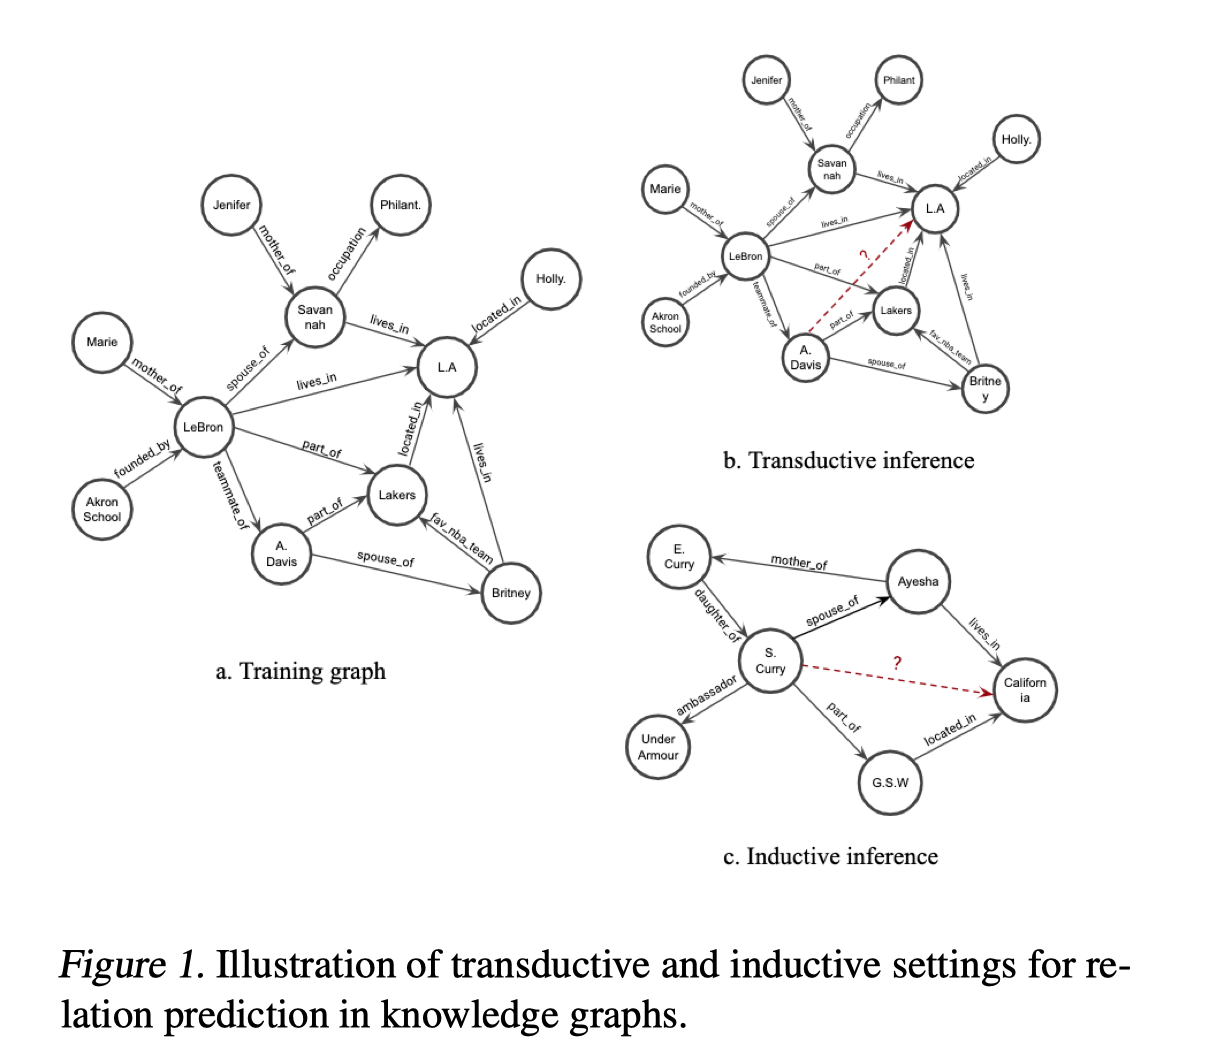 Jenifer
Philant.
mother_of
occupation
Holly.
Savan
nah
located_in
lives_in
Marie
mother_of
spouse_of
L.A
lives_in
LeBron
located_in
founded_by
part_of
teammate_of
lives_in
Akron
School
Lakers
part_of
fav_nba_team
A.
Davis
spouse_of
Britney
a. Training graph
Jenifer
Philant
mother_of
occupation
Holly.
Savan
nah
located_in
lives_in
Marie
mother_of
spouse_of
L.A
lives_in
LeBron
?
located_in
founded_by
part_of
teammate_of
lives_in
Akron
School
Lakers
part_of
fav_nba_team
A.
Davis
spouse_of
Britne
y
b. Transductive inference
E.
Curry
mother_of
Ayesha
daughter_of
spouse_of
lives_in
S.
Curry
?
Californ
ia
ambassador
part_of
located_in
Under
Armour
G.S.W
c. Inductive inference
Figure 1. Illustration of transductive and inductive settings for re-
lation prediction in knowledge graphs.